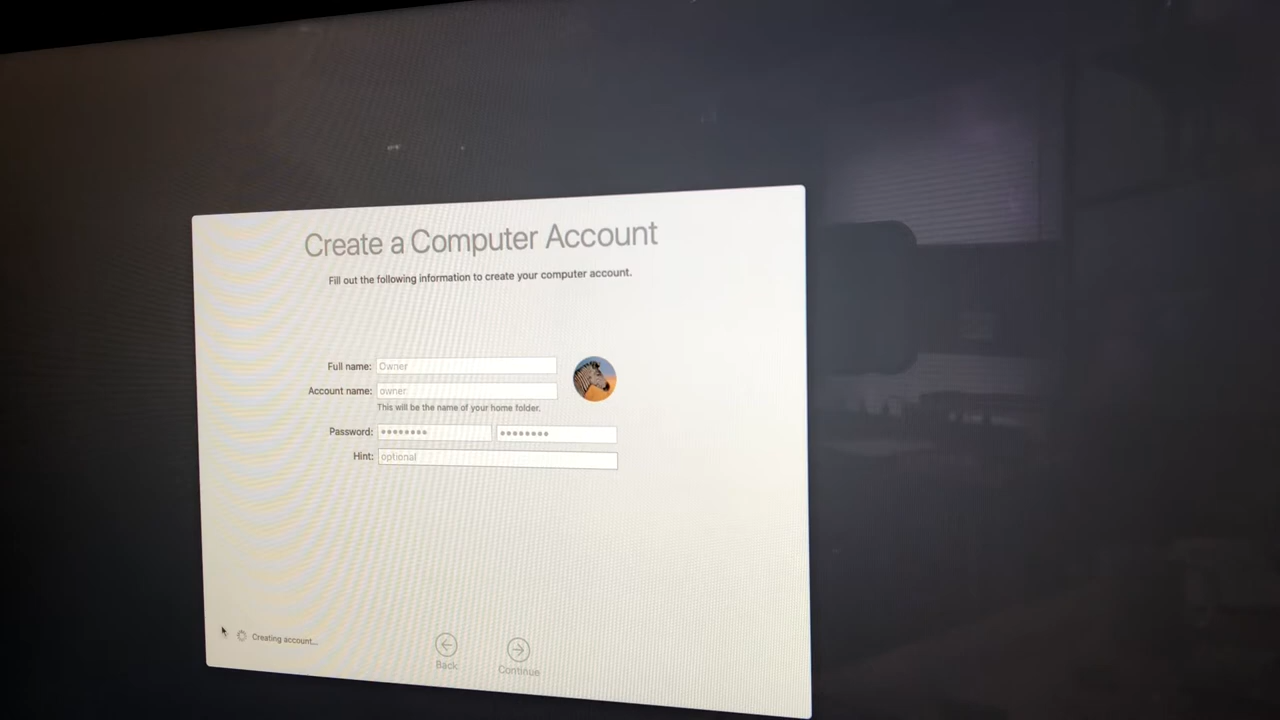 Create a Computer Account
Fill out the following information to create your computer account.
Full name: Owner
Account name: owner
This will be the name of your home folder.
Password: ●●●●●●●● ●●●●●●●●
Hint: optional
Creating account...
Back Continue